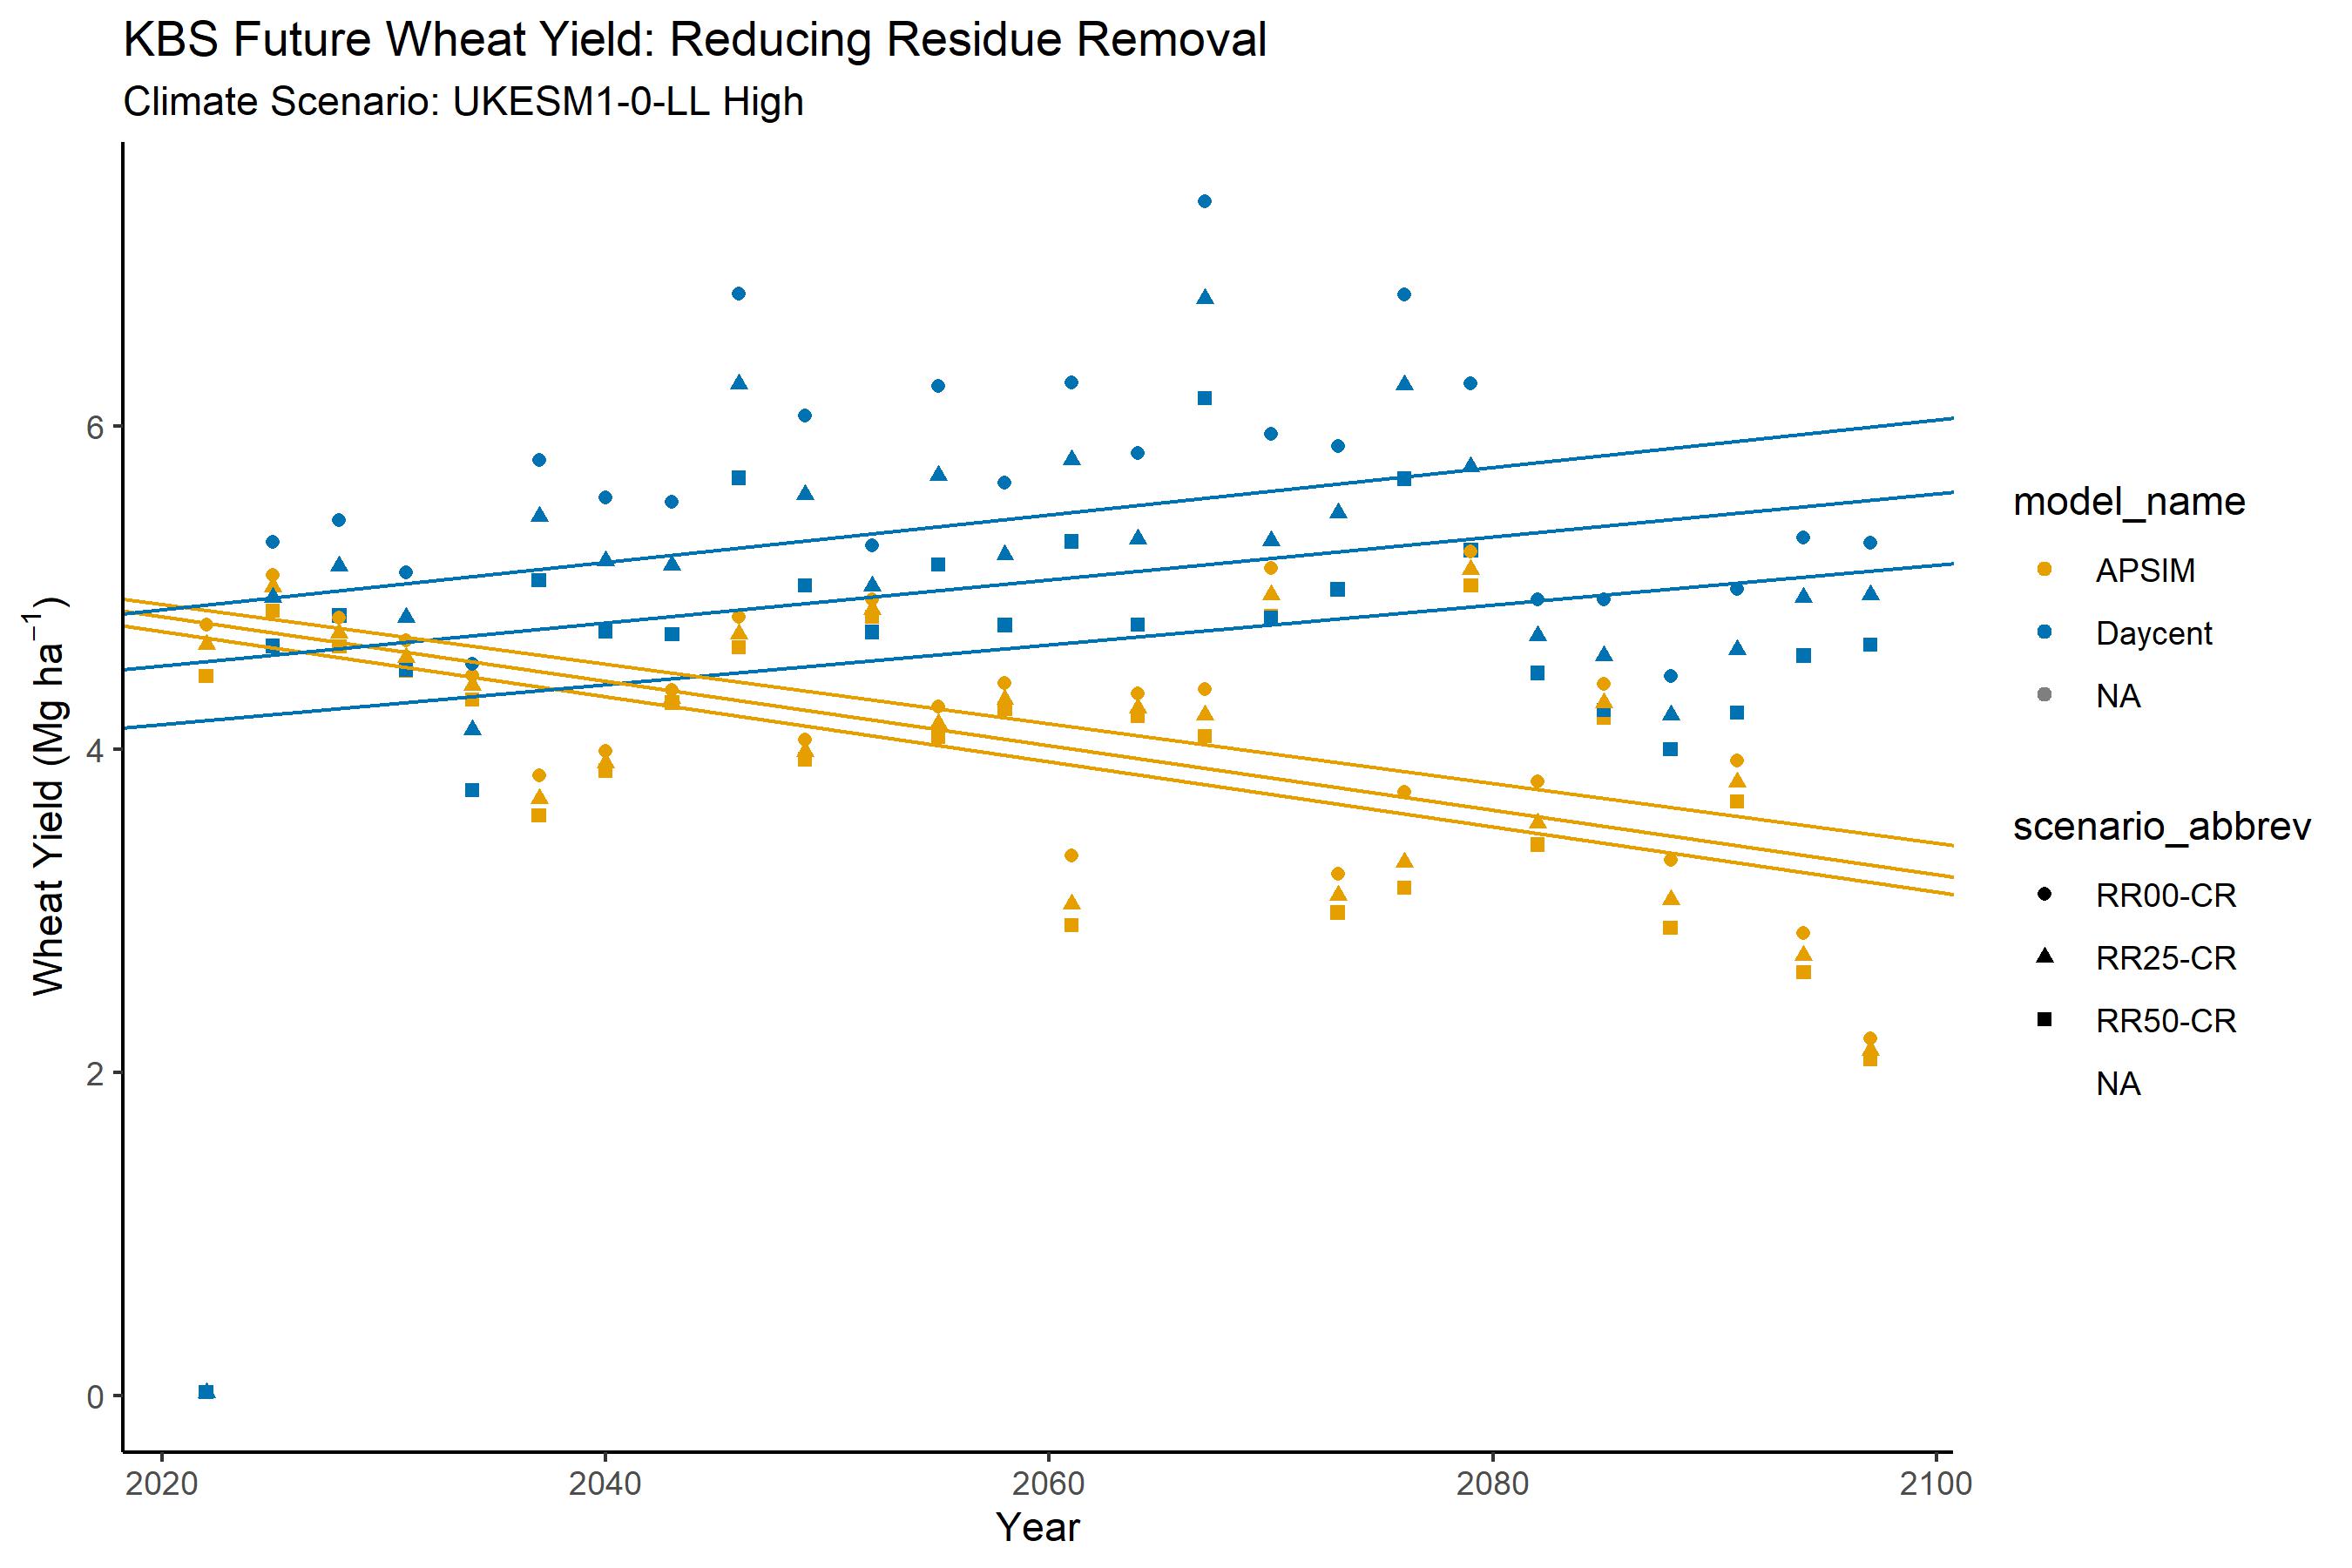 KBS Future Wheat Yield: Reducing Residue Removal
Climate Scenario: UKESM1-0-LL High
Wheat Yield (Mg ha⁻¹)
6
4
2
0
2020 2040 2060 2080 2100
Year
model_name
APSIM
Daycent
NA
scenario_abbrev
RR00-CR
RR25-CR
RR50-CR
NA